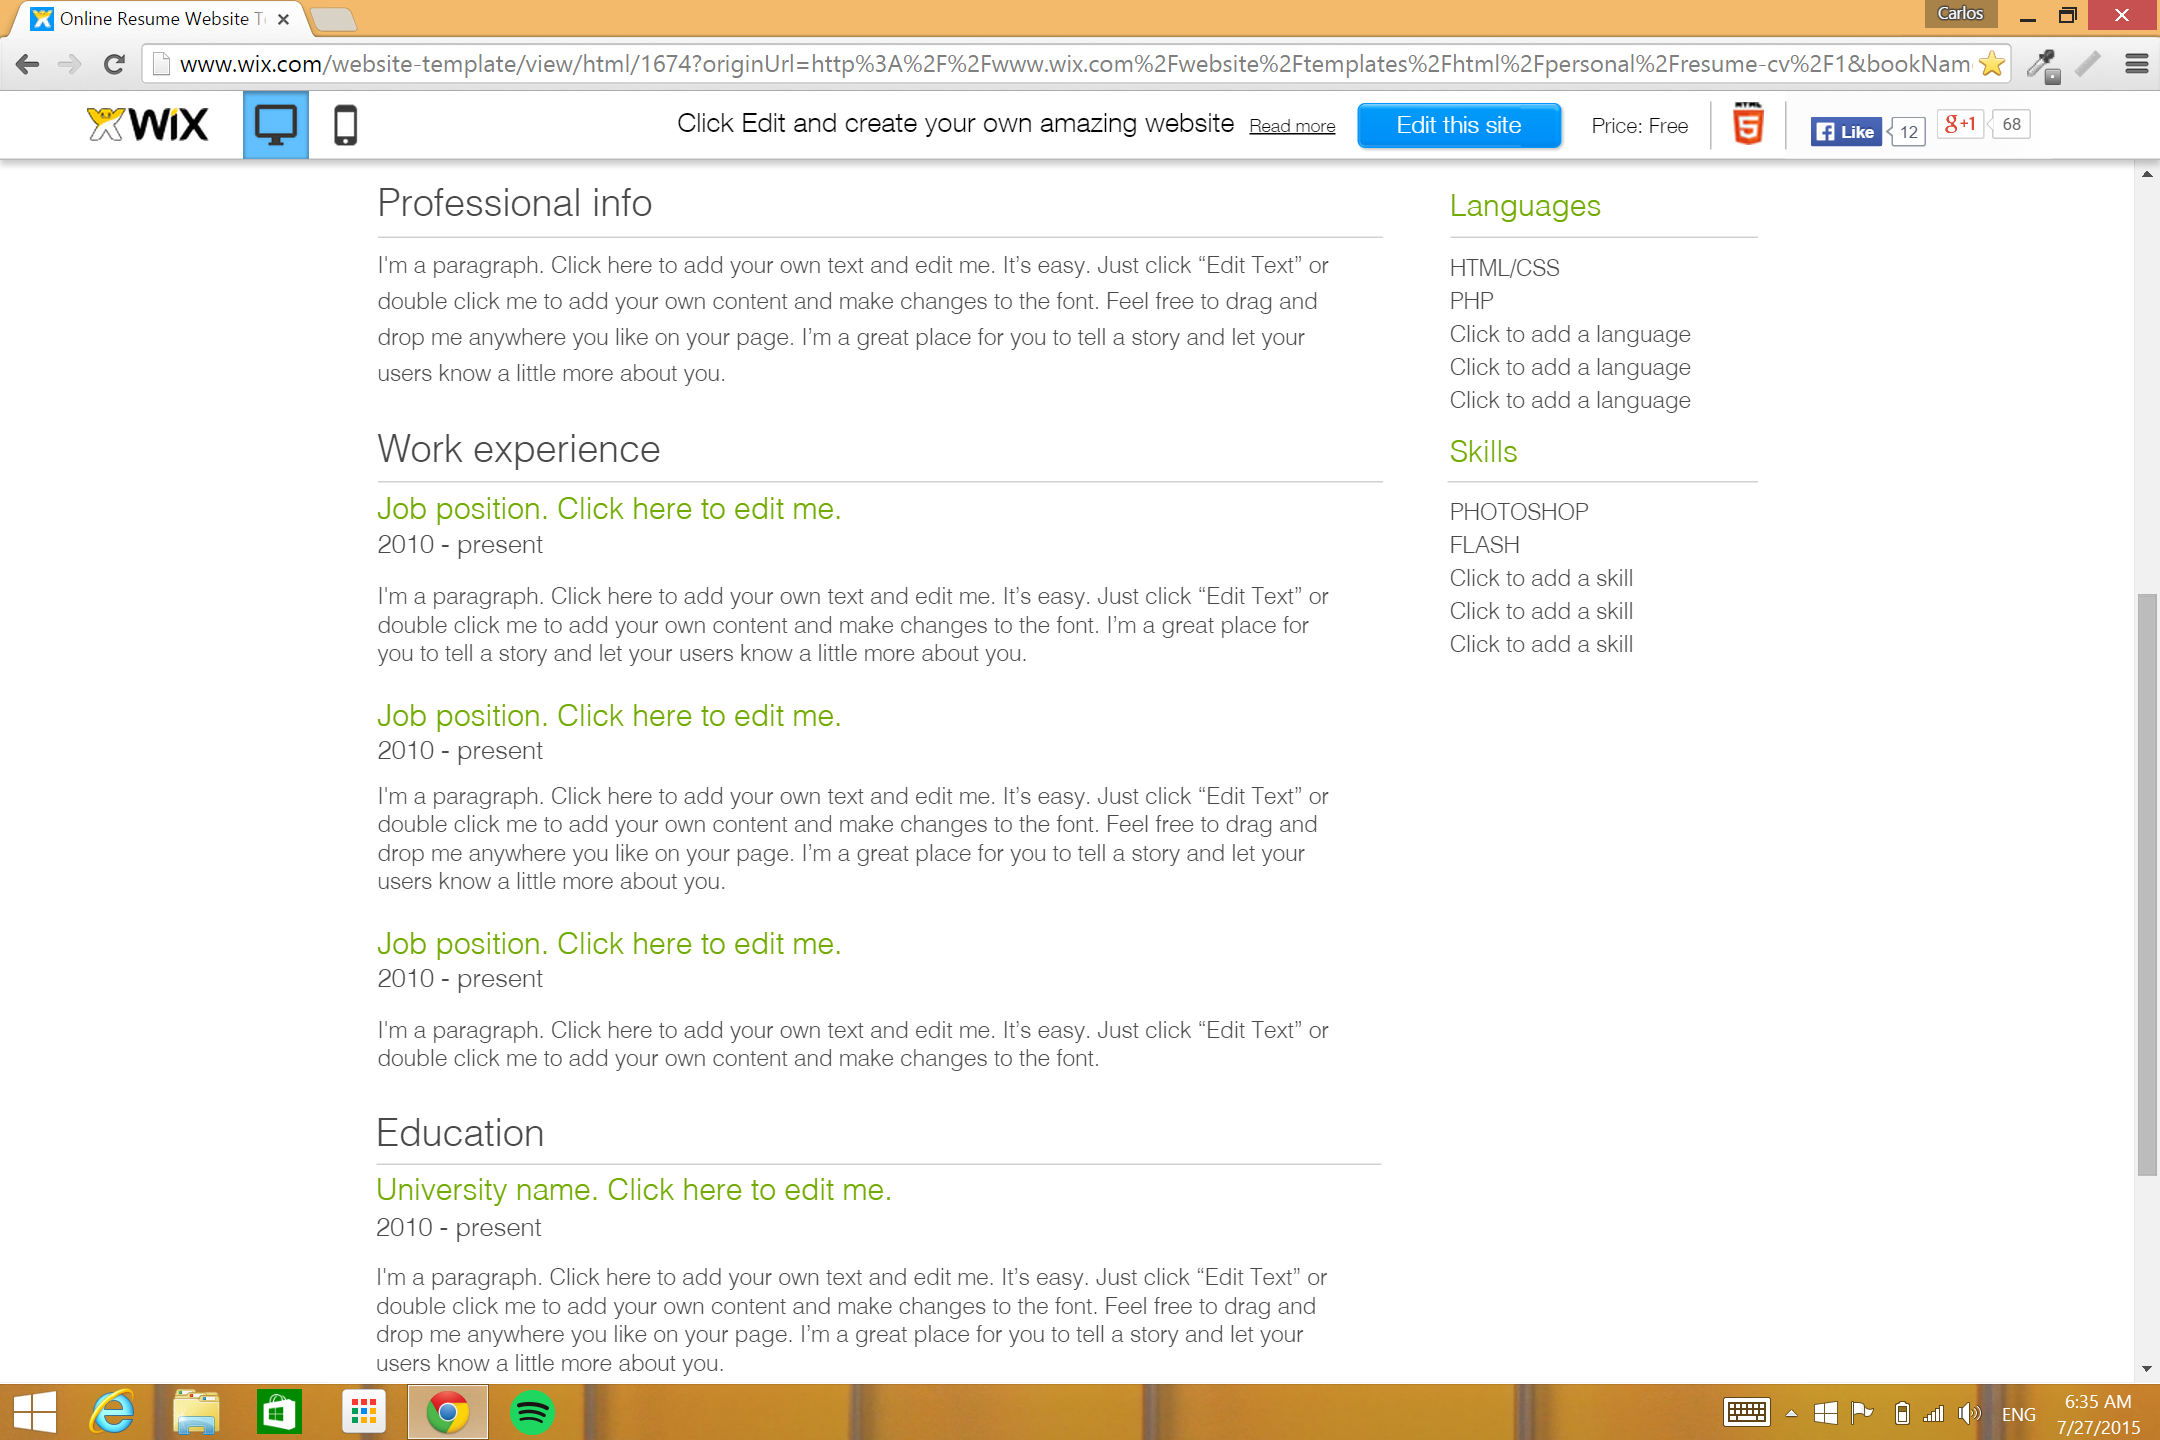 Online Resume Website T
Carlos
www.wix.com/website-template/view/html/1674?originUrl=http%3A%2F%2Fwww.wix.com%2Fwebsite%2Ftemplates%2Fhtml%2Fpersonal%2Fresume-cv%2F1&bookNam
WiX
Click Edit and create your own amazing website
Read more
Edit this site
Price: Free
HTML
5
Like
12
g+1
68
Professional info
I'm a paragraph. Click here to add your own text and edit me. It’s easy. Just click “Edit Text” or
double click me to add your own content and make changes to the font. Feel free to drag and
drop me anywhere you like on your page. I’m a great place for you to tell a story and let your
users know a little more about you.
Work experience
Job position. Click here to edit me.
2010 - present
I'm a paragraph. Click here to add your own text and edit me. It’s easy. Just click “Edit Text” or
double click me to add your own content and make changes to the font. I’m a great place for
you to tell a story and let your users know a little more about you.
Job position. Click here to edit me.
2010 - present
I'm a paragraph. Click here to add your own text and edit me. It’s easy. Just click “Edit Text” or
double click me to add your own content and make changes to the font. Feel free to drag and
drop me anywhere you like on your page. I’m a great place for you to tell a story and let your
users know a little more about you.
Job position. Click here to edit me.
2010 - present
I'm a paragraph. Click here to add your own text and edit me. It’s easy. Just click “Edit Text” or
double click me to add your own content and make changes to the font.
Education
University name. Click here to edit me.
2010 - present
I'm a paragraph. Click here to add your own text and edit me. It’s easy. Just click “Edit Text” or
double click me to add your own content and make changes to the font. Feel free to drag and
drop me anywhere you like on your page. I’m a great place for you to tell a story and let your
users know a little more about you.
Languages
HTML/CSS
PHP
Click to add a language
Click to add a language
Click to add a language
Skills
PHOTOSHOP
FLASH
Click to add a skill
Click to add a skill
Click to add a skill
ENG
6:35 AM
7/27/2015